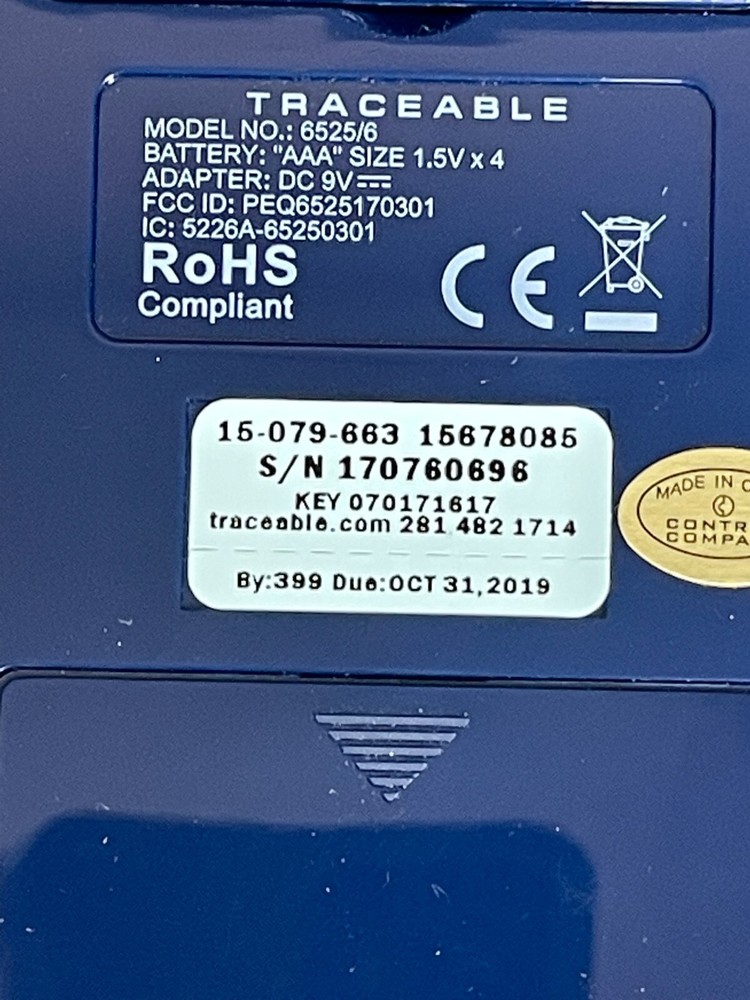 TRACEABLE
MODEL NO.: 6525/6
BATTERY: "AAA" SIZE 1.5V x 4
ADAPTER: DC 9V⎓
FCC ID: PEQ6525170301
IC: 5226A-65250301
RoHS
Compliant
CE
15-079-663 15678085
S/N 170760696
KEY 070171617
traceable.com 281 482 1714
By:399 Due:OCT 31,2019
MADE IN